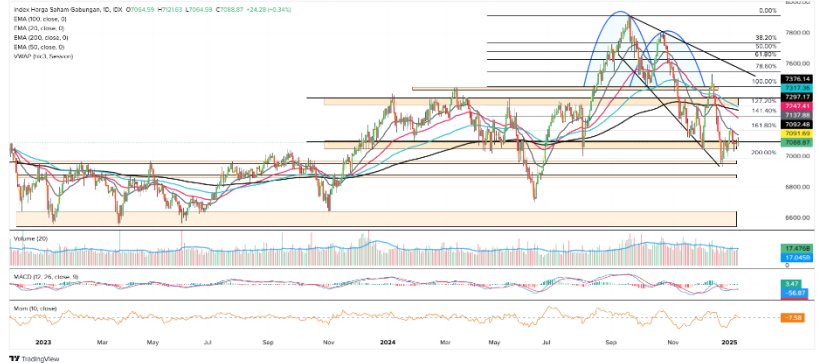 Index Harga Saham Gabungan, 1D, IDX O7064.59 H7121.63 L7064.59 C7088.87 +24.28 (+0.34%)
EMA (100, close, 0)
EMA (20, close, 0)
EMA (200, close, 0)
EMA (50, close, 0)
VWAP (hlc3, Session)
8000.00
0.00%
7800.00
38.20%
50.00%
61.80%
7600.00
78.60%
100.00%
7376.14
7317.36
7297.17
127.20%
7247.41
141.40%
7137.88
161.80%
7092.48
7091.69
7088.87
200.00%
7000.00
6800.00
6600.00
Volume (20)
17.476B
17.045B
0
MACD (12, 26, close, 9)
3.47
-56.87
Mom (10, close)
-7.58
2023
Mar
May
Jul
Sep
Nov
2024
Mar
May
Jul
Sep
Nov
2025
TradingView